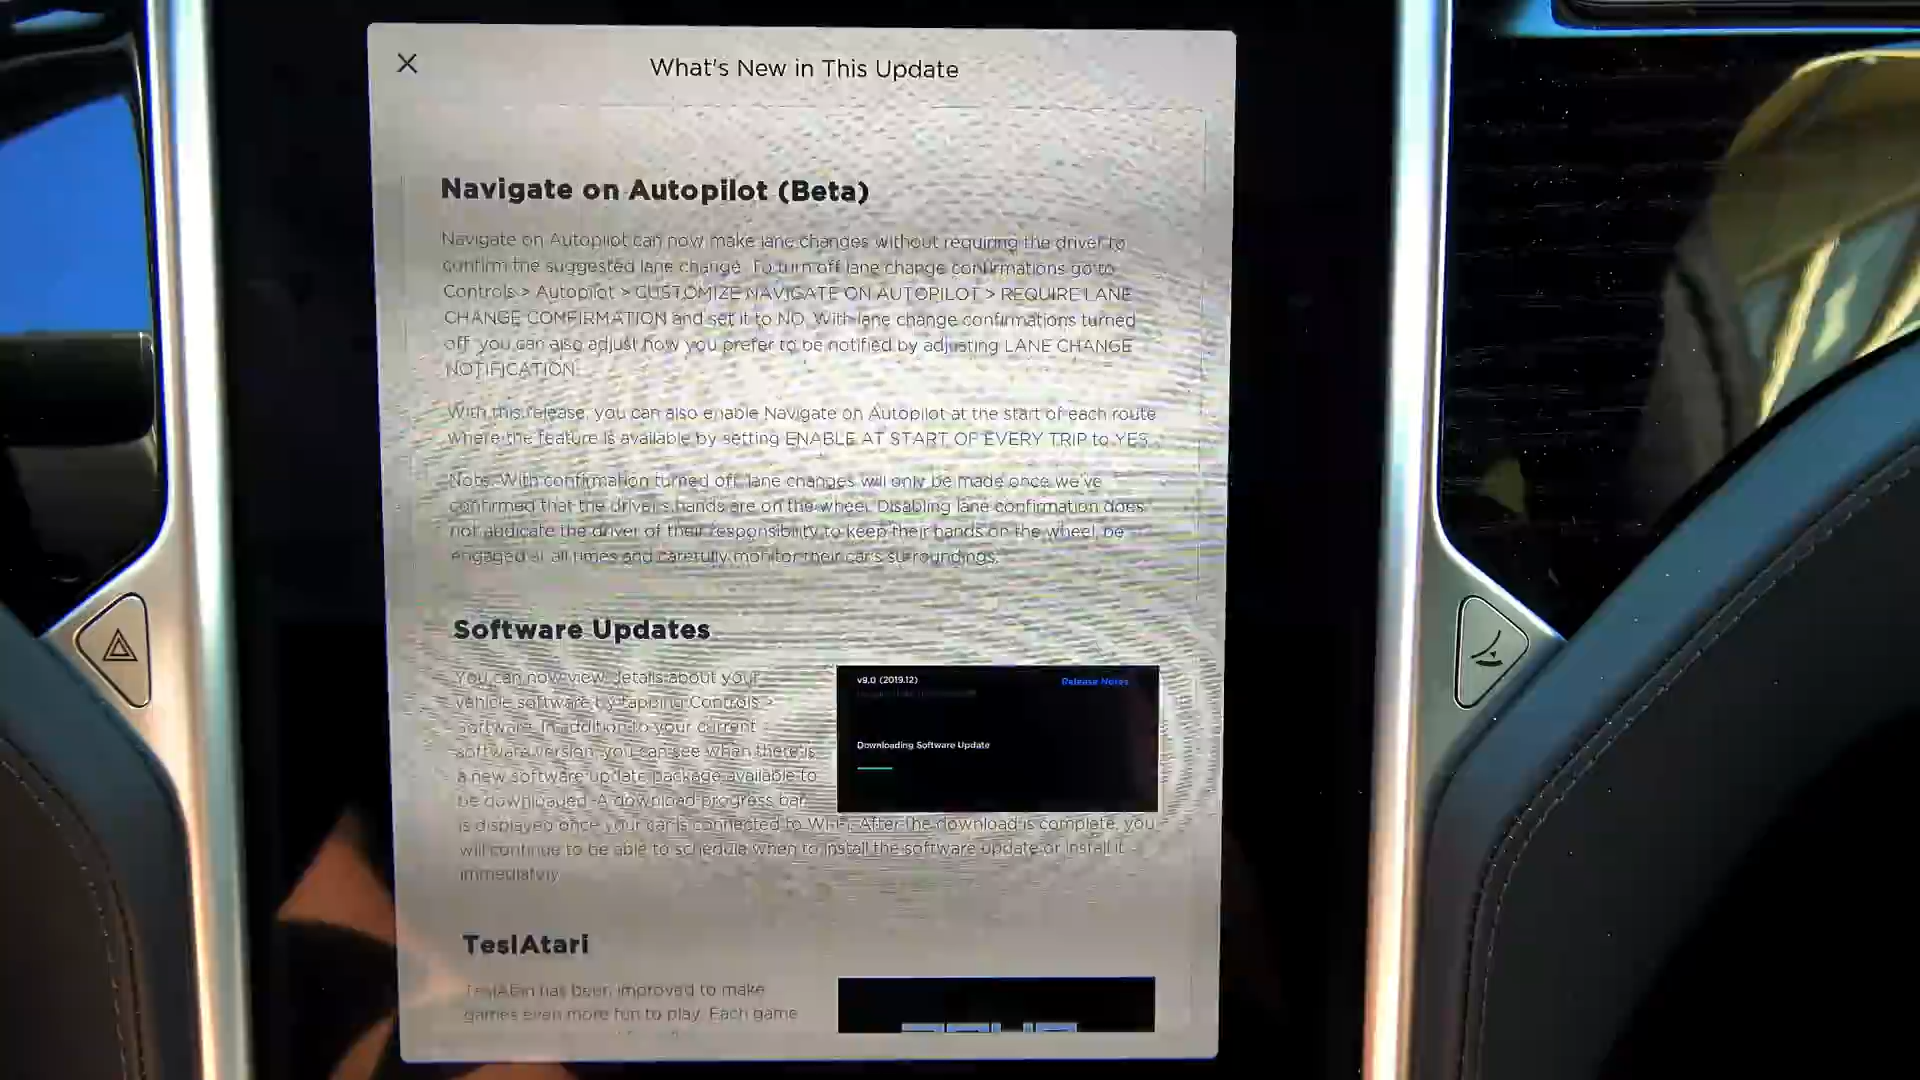 What's New in This Update
Navigate on Autopilot (Beta)
Navigate on Autopilot can now make lane changes without requiring the driver to
confirm the suggested lane change. To turn off lane change confirmations go to
Controls > Autopilot > CUSTOMIZE NAVIGATE ON AUTOPILOT > REQUIRE LANE
CHANGE CONFIRMATION and set it to NO. With lane change confirmations turned
off, you can also adjust how you prefer to be notified by adjusting LANE CHANGE
NOTIFICATION.
With this release, you can also enable Navigate on Autopilot at the start of each route
where the feature is available by setting ENABLE AT START OF EVERY TRIP to YES.
Note: With confirmation turned off, lane changes will only be made once we've
confirmed that the driver's hands are on the wheel. Disabling lane confirmation does
not abdicate the driver of their responsibility to keep their hands on the wheel, be
engaged at all times and carefully monitor their car's surroundings.
Software Updates
You can now view details about your
vehicle software by tapping Controls >
Software. In addition to your current
software version, you can see when there is
a new software update package available to
be downloaded. A download progress bar
is displayed once your car is connected to Wi-Fi. After the download is complete, you
will continue to be able to schedule when to install the software update or install it
immediately.
v9.0 (2019.12)
Release Notes
Downloading Software Update
TeslAtari
TeslAtari has been improved to make
games even more fun to play. Each game